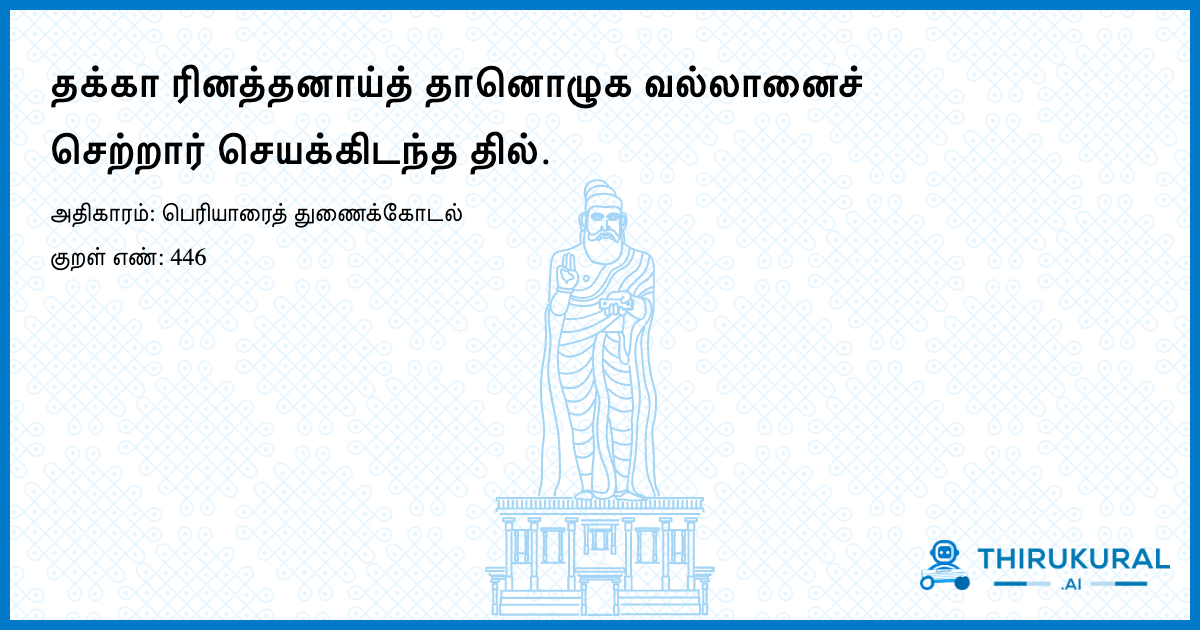 தக்கா ரினத்தனாய்த் தானொழுக வல்லானைச்
செற்றார் செயக்கிடந்த தில்.
அதிகாரம்: பெரியாரைத் துணைக்கோடல்
குறள் எண்: 446
THIRUKURAL
.AI